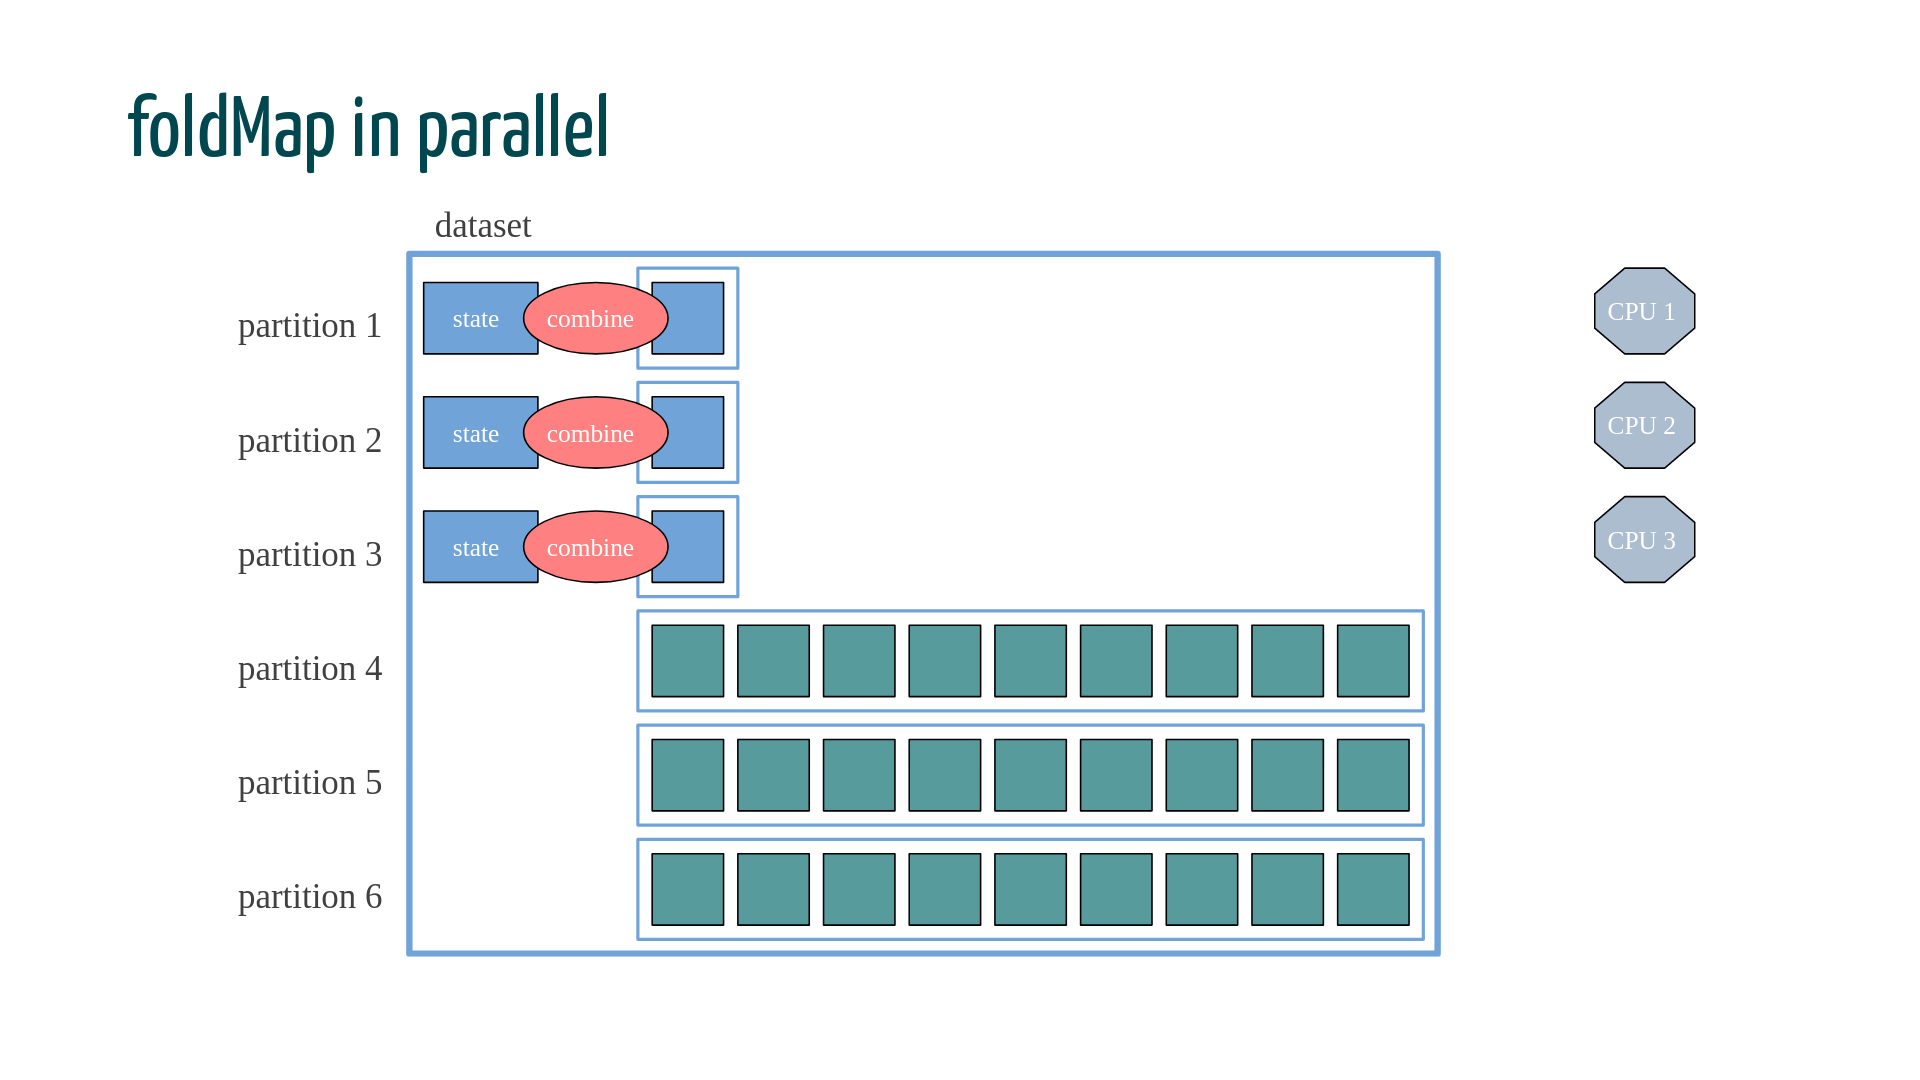 foldMap in parallel
dataset
partition 1
state
combine
CPU 1
partition 2
state
combine
CPU 2
partition 3
state
combine
CPU 3
partition 4
partition 5
partition 6